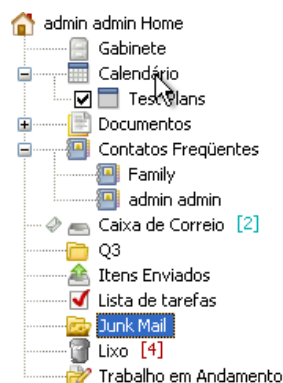 admin admin Home
Gabinete
Calendário
Test Plans
Documentos
Contatos Freqüentes
Family
admin admin
Caixa de Correio [2]
Q3
Itens Enviados
Lista de tarefas
Junk Mail
Lixo [4]
Trabalho em Andamento